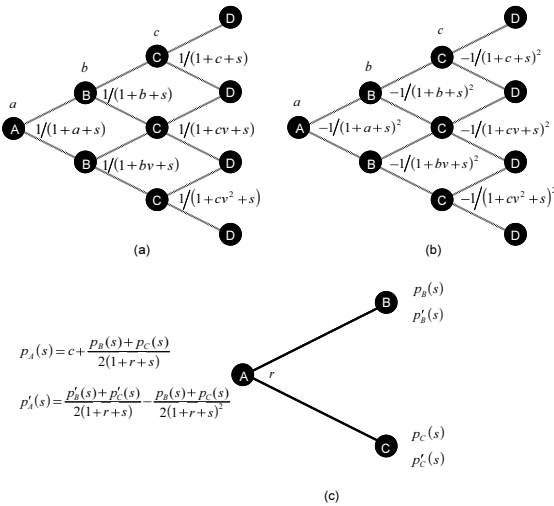 D
c
C 1/(1+c+s)
b
B 1/(1+b+s) D
a
A 1/(1+a+s) C 1/(1+cv+s)
B 1/(1+bv+s) D
C 1/(1+cv²+s)
D
(a)
D
c
C −1/(1+c+s)²
b
B −1/(1+b+s)² D
a
A −1/(1+a+s)² C −1/(1+cv+s)²
B −1/(1+bv+s)² D
C −1/(1+cv²+s)²
D
(b)
B p_B(s)
p′_B(s)
p_A(s)=c+(p_B(s)+p_C(s))/(2(1+r+s))
A r
p′_A(s)=(p′_B(s)+p′_C(s))/(2(1+r+s))−(p_B(s)+p_C(s))/(2(1+r+s)²)
C p_C(s)
p′_C(s)
(c)